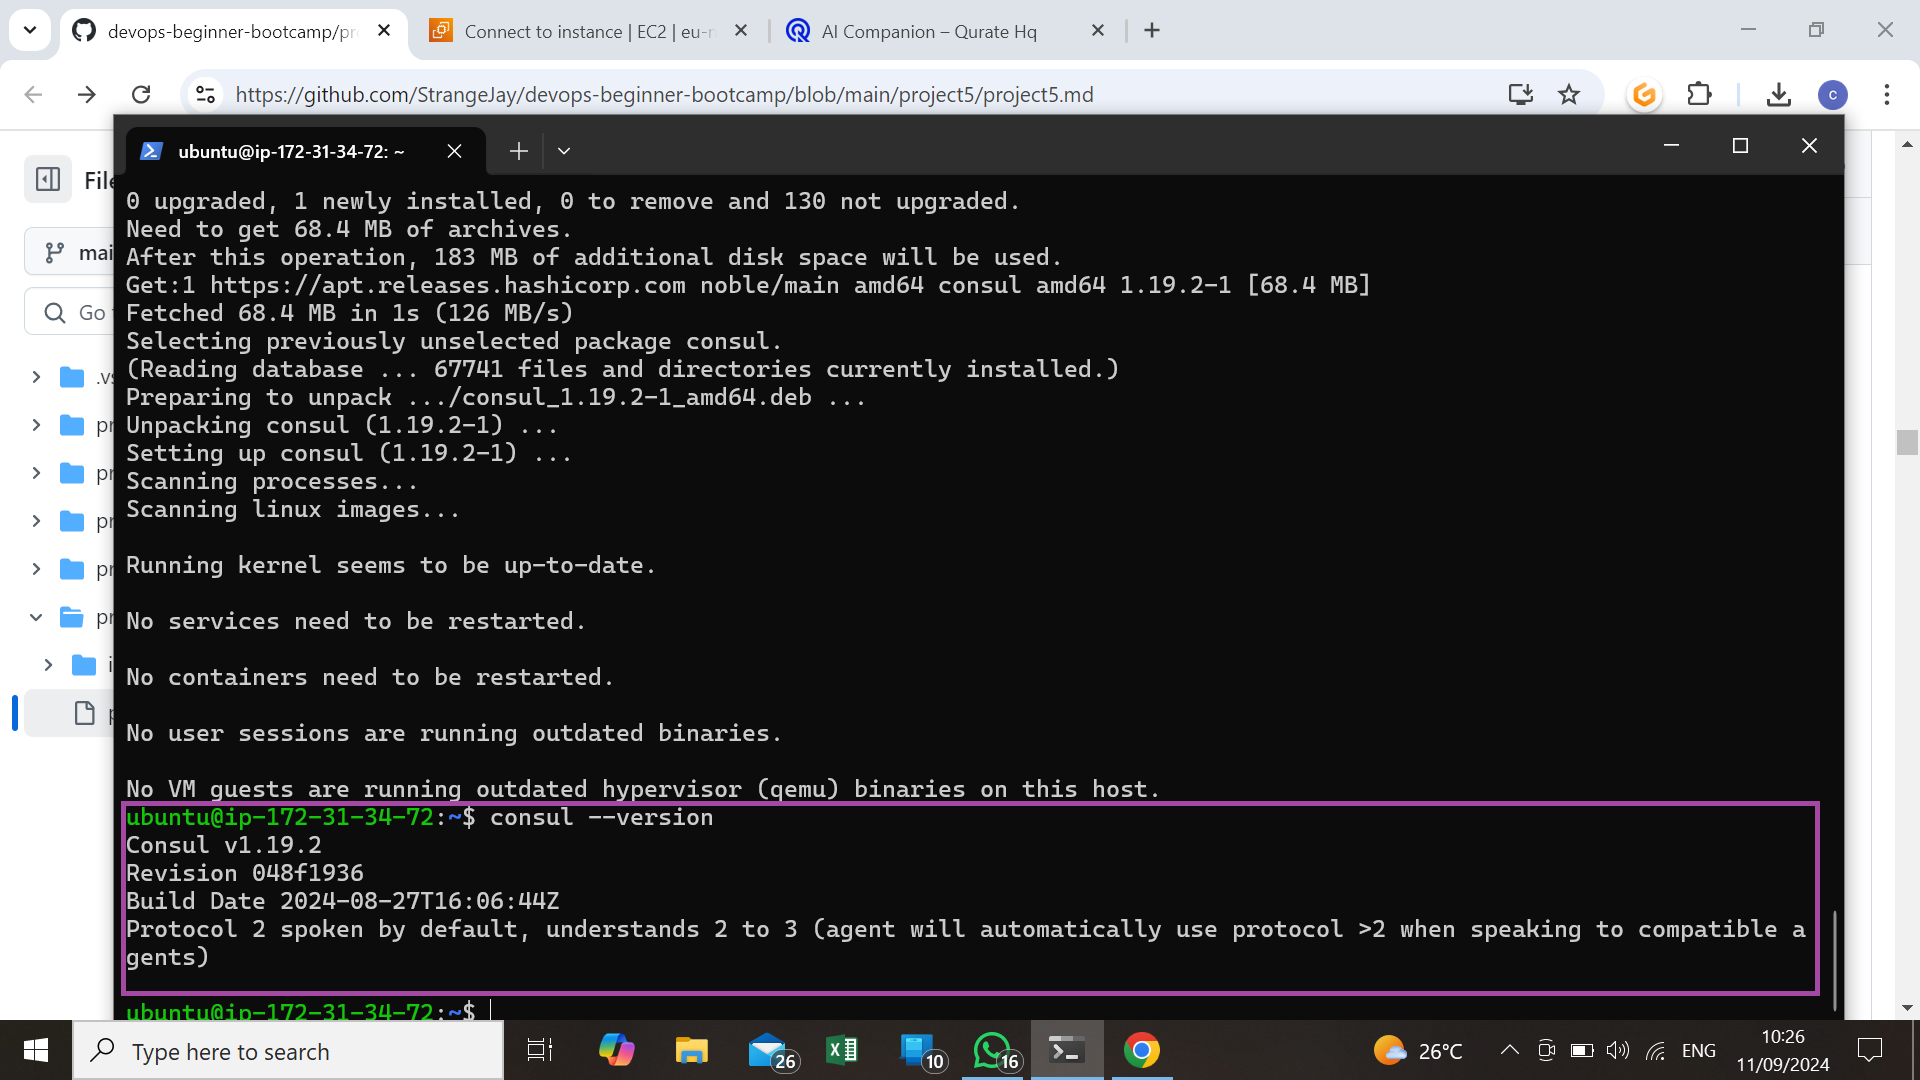 devops-beginner-bootcamp/pr
Connect to instance | EC2 | eu-n
AI Companion – Qurate Hq
https://github.com/StrangeJay/devops-beginner-bootcamp/blob/main/project5/project5.md
c
ubuntu@ip-172-31-34-72: ~
File
mai
Go
.vs
pr
pr
pr
pr
pr
i
p
0 upgraded, 1 newly installed, 0 to remove and 130 not upgraded.
Need to get 68.4 MB of archives.
After this operation, 183 MB of additional disk space will be used.
Get:1 https://apt.releases.hashicorp.com noble/main amd64 consul amd64 1.19.2-1 [68.4 MB]
Fetched 68.4 MB in 1s (126 MB/s)
Selecting previously unselected package consul.
(Reading database ... 67741 files and directories currently installed.)
Preparing to unpack .../consul_1.19.2-1_amd64.deb ...
Unpacking consul (1.19.2-1) ...
Setting up consul (1.19.2-1) ...
Scanning processes...
Scanning linux images...
Running kernel seems to be up-to-date.
No services need to be restarted.
No containers need to be restarted.
No user sessions are running outdated binaries.
No VM guests are running outdated hypervisor (qemu) binaries on this host.
ubuntu@ip-172-31-34-72:~$ consul --version
Consul v1.19.2
Revision 048f1936
Build Date 2024-08-27T16:06:44Z
Protocol 2 spoken by default, understands 2 to 3 (agent will automatically use protocol >2 when speaking to compatible a
gents)
ubuntu@ip-172-31-34-72:~$
Type here to search
26
10
16
26°C
ENG
10:26
11/09/2024